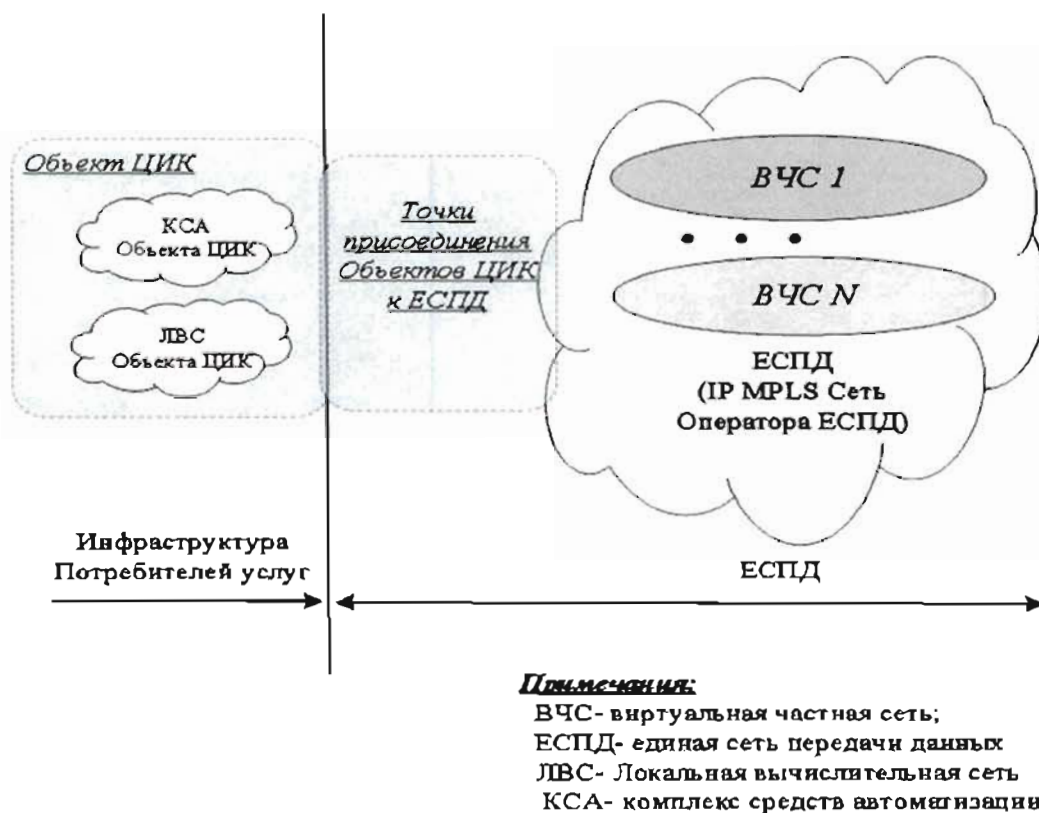 Объект ЦИК
КСА
Объекта ЦИК
ЛВС
Объекта ЦИК
Точки
присоединения
Объектов ЦИК
к ЕСПД
ВЧС 1
• • •
ВЧС N
ЕСПД
(IP MPLS Сеть
Оператора ЕСПД)
Инфраструктура
Потребителей услуг
ЕСПД
Примечания:
ВЧС- виртуальная частная сеть;
ЕСПД- единая сеть передачи данных
ЛВС- Локальная вычислительная сеть
КСА- комплекс средств автоматизации